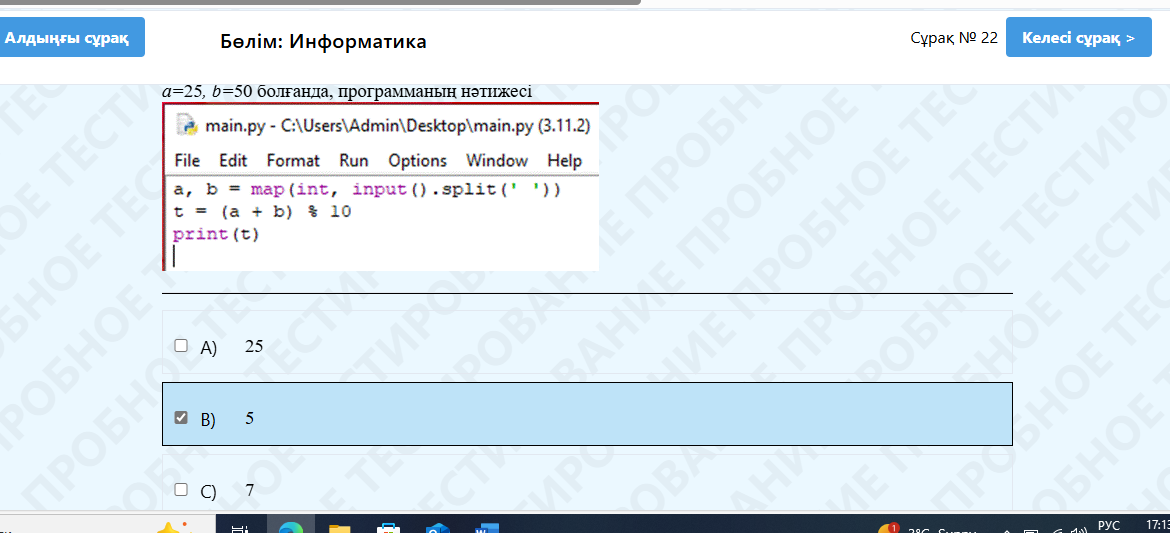 Алдыңғы сұрақ
Бөлім: Информатика
Сұрақ № 22
Келесі сұрақ >
a=25, b=50 болғанда, программаның нәтижесі
main.py - C:\Users\Admin\Desktop\main.py (3.11.2)
File Edit Format Run Options Window Help
a, b = map(int, input().split(' '))
t = (a + b) % 10
print(t)
A) 25
B) 5
C) 7
ПРОБНОЕ ТЕСТИРОВАНИЕ
РУС